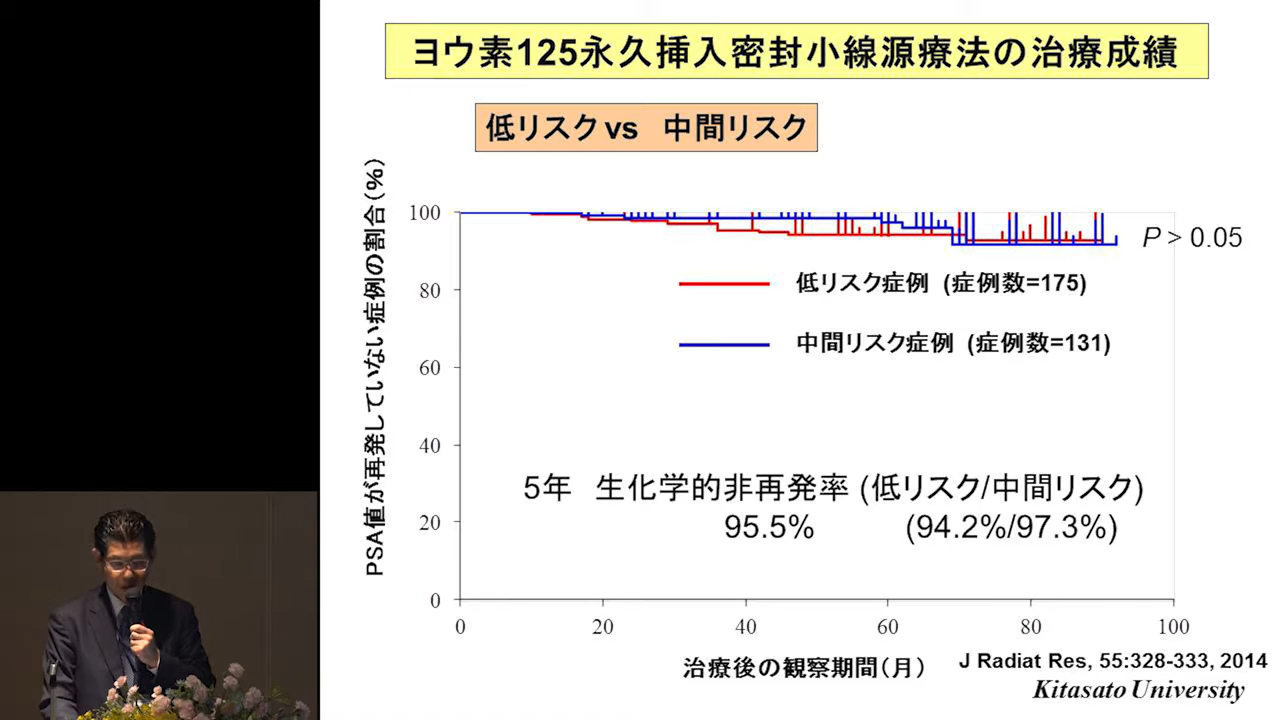 ヨウ素125永久挿入密封小線源療法の治療成績
低リスク vs 中間リスク
PSA値が再発していない症例の割合(%)
100
80
60
40
20
0
P > 0.05
低リスク症例 (症例数=175)
中間リスク症例 (症例数=131)
5年 生化学的非再発率 (低リスク/中間リスク)
95.5% (94.2%/97.3%)
0 20 40 60 80 100
治療後の観察期間(月)
J Radiat Res, 55:328-333, 2014
Kitasato University